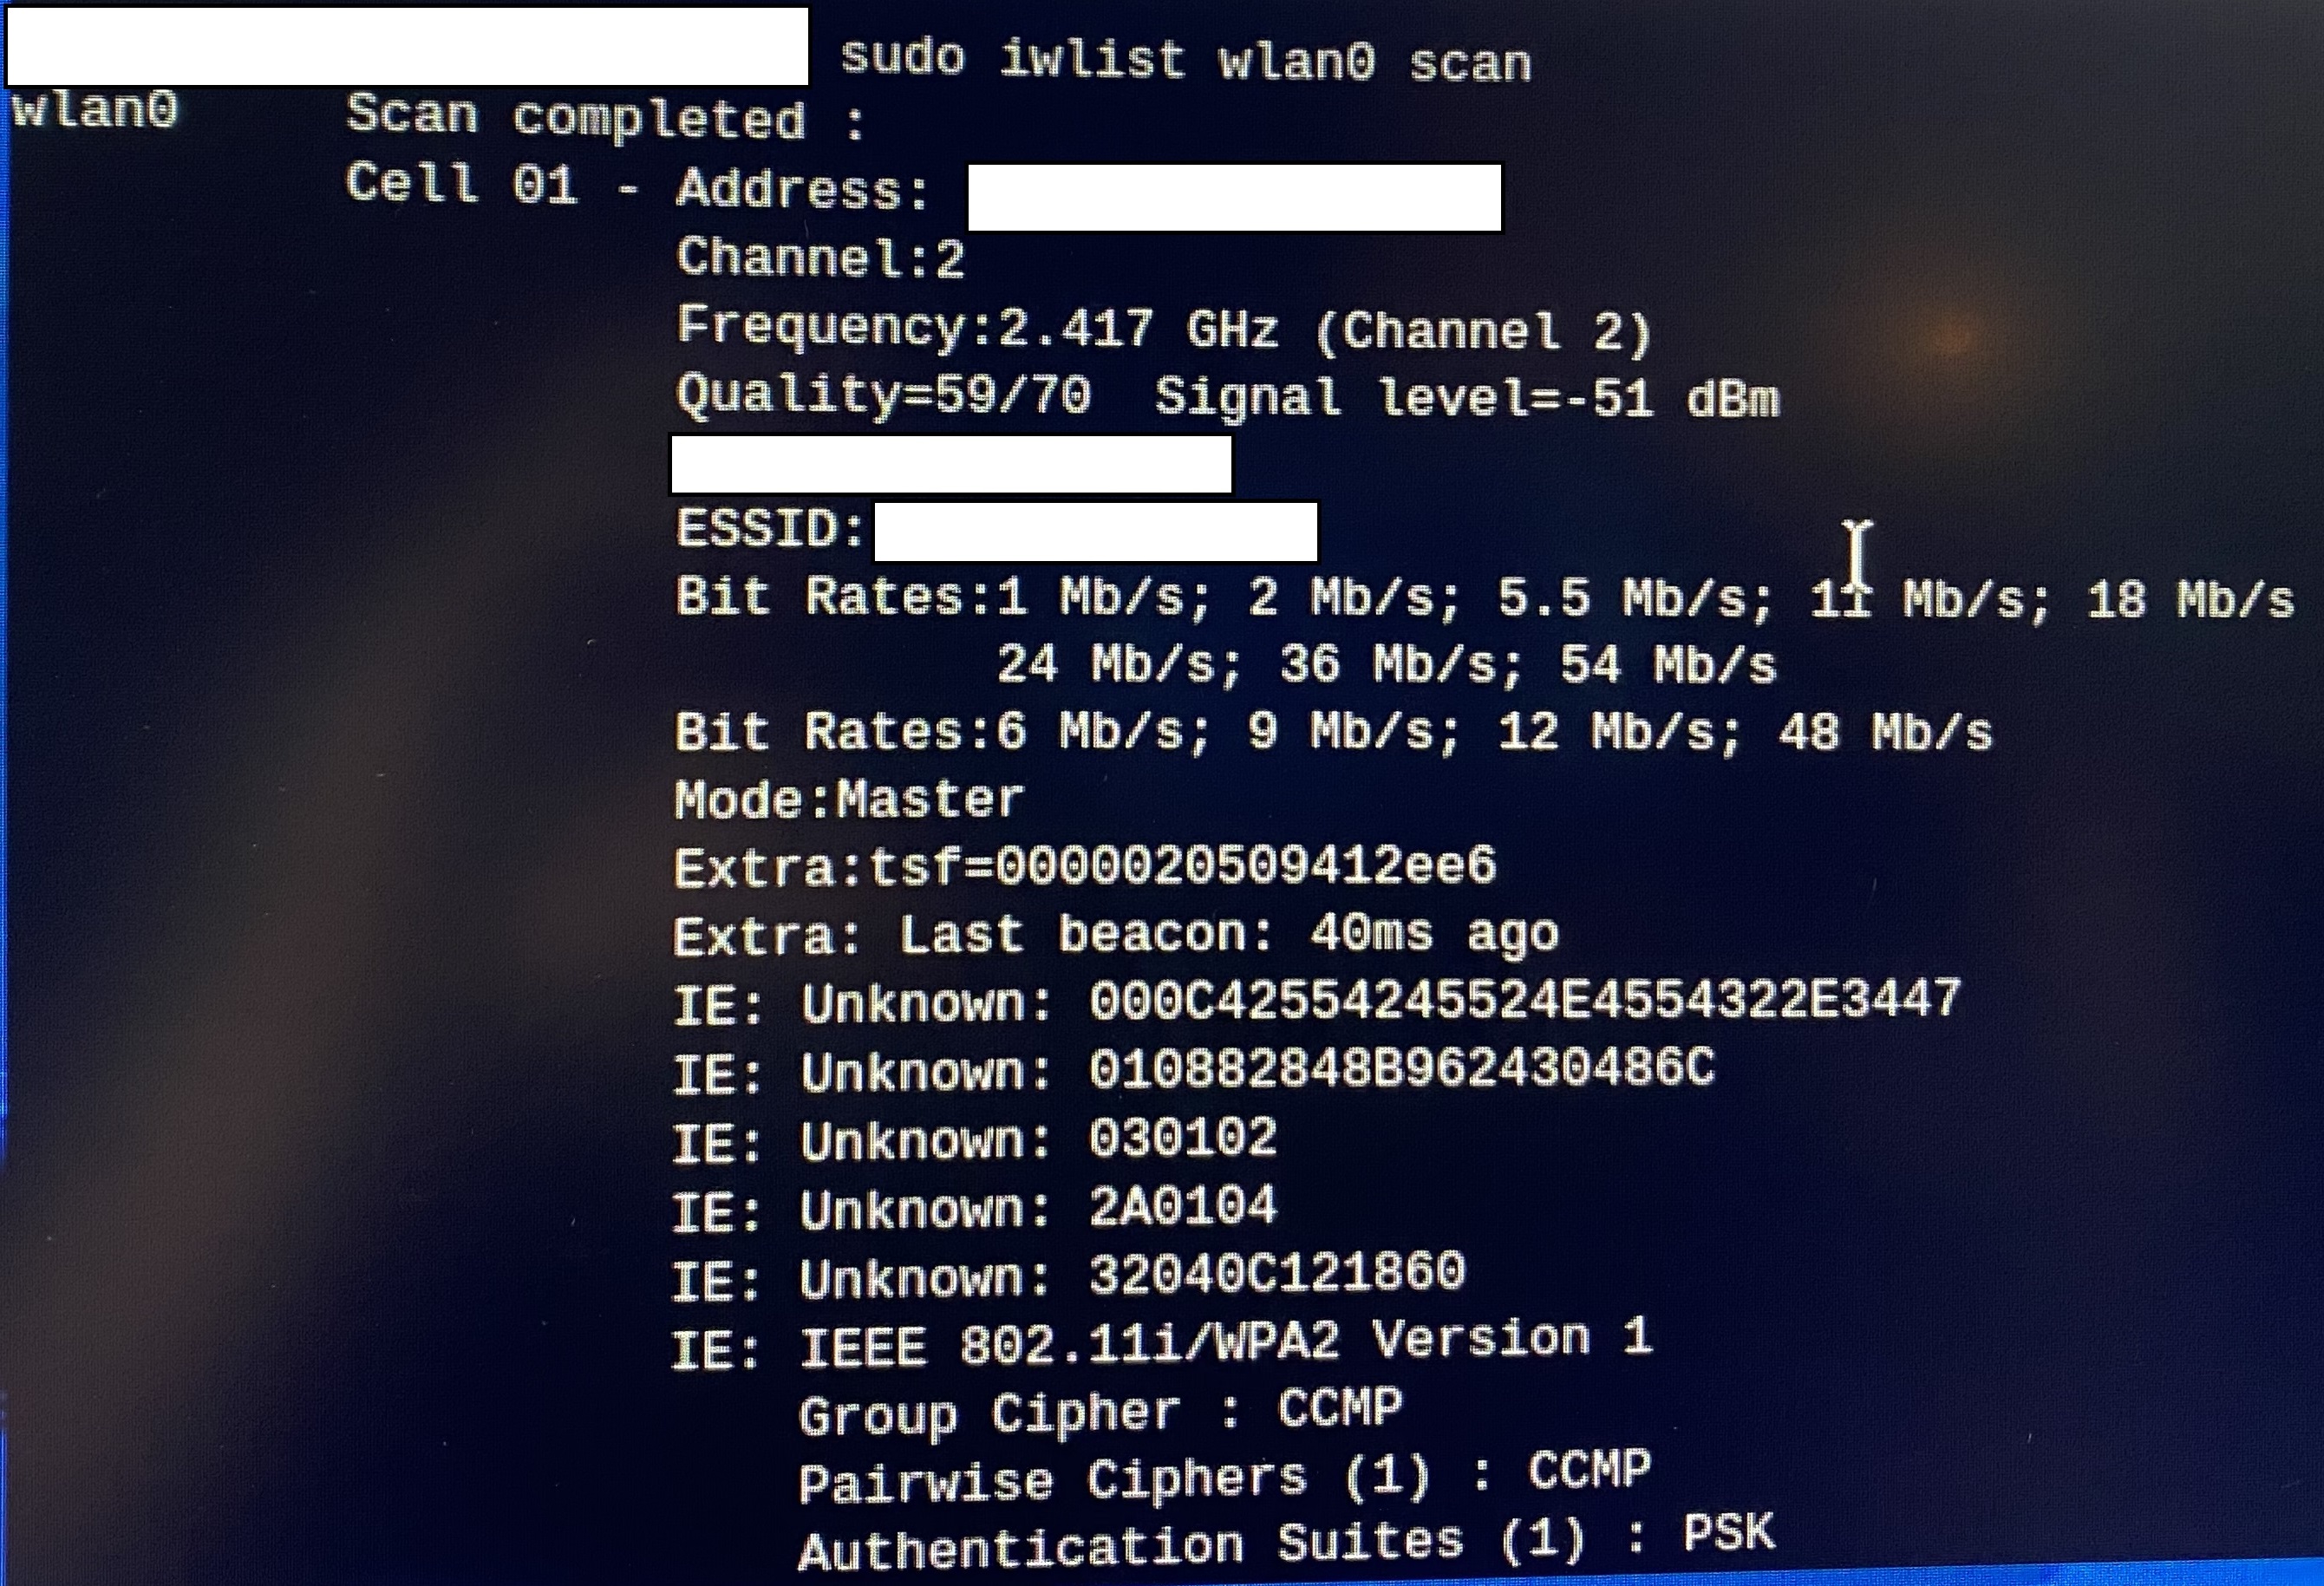 sudo iwlist wlan0 scan
wlan0 Scan completed :
Cell 01 - Address:
Channel:2
Frequency:2.417 GHz (Channel 2)
Quality=59/70 Signal level=-51 dBm
ESSID:
Bit Rates:1 Mb/s; 2 Mb/s; 5.5 Mb/s; 11 Mb/s; 18 Mb/s
24 Mb/s; 36 Mb/s; 54 Mb/s
Bit Rates:6 Mb/s; 9 Mb/s; 12 Mb/s; 48 Mb/s
Mode:Master
Extra:tsf=0000020509412ee6
Extra: Last beacon: 40ms ago
IE: Unknown: 000C42554245524E4554322E3447
IE: Unknown: 010882848B962430486C
IE: Unknown: 030102
IE: Unknown: 2A0104
IE: Unknown: 32040C121860
IE: IEEE 802.11i/WPA2 Version 1
Group Cipher : CCMP
Pairwise Ciphers (1) : CCMP
Authentication Suites (1) : PSK